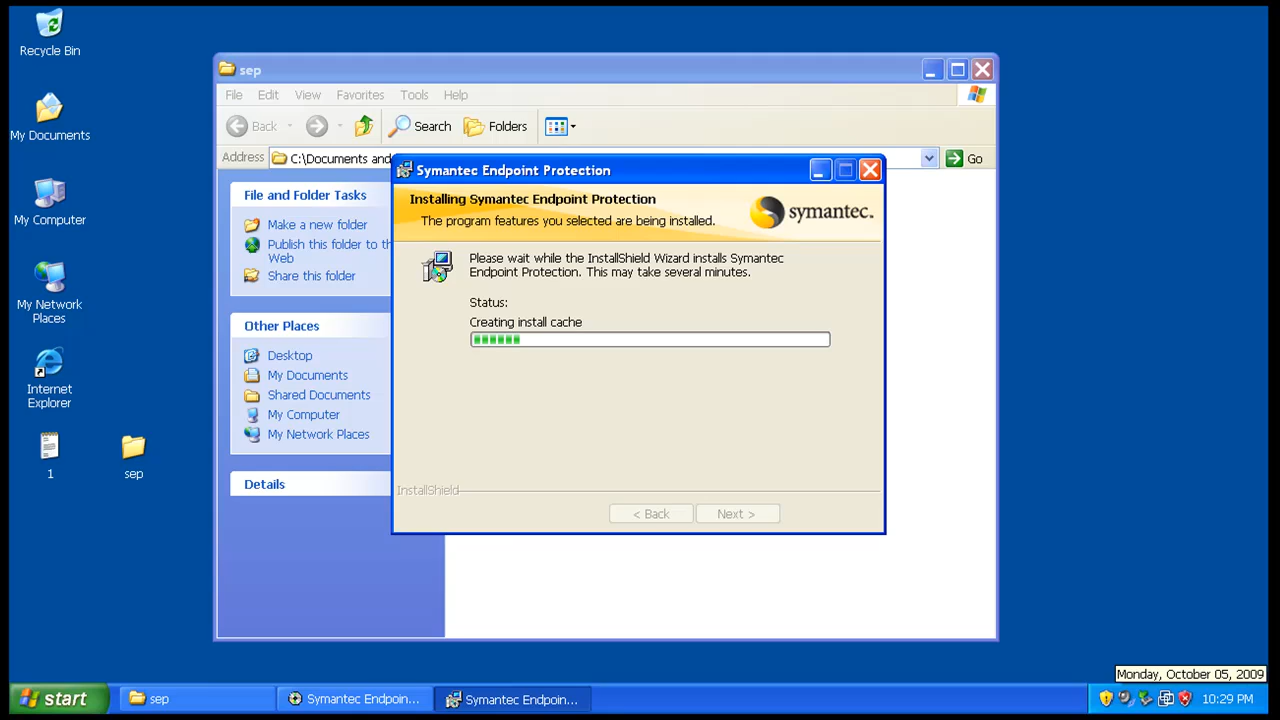 Recycle Bin
My Documents
My Computer
My Network
Places
Internet
Explorer
1
sep
sep
File Edit View Favorites Tools Help
Back Search Folders
Address C:\Documents and Go
File and Folder Tasks
Make a new folder
Publish this folder to th
Web
Share this folder
Other Places
Desktop
My Documents
Shared Documents
My Computer
My Network Places
Details
Symantec Endpoint Protection
Installing Symantec Endpoint Protection
The program features you selected are being installed.
symantec.
Please wait while the InstallShield Wizard installs Symantec
Endpoint Protection. This may take several minutes.
Status:
Creating install cache
InstallShield
< Back Next >
Monday, October 05, 2009
start sep Symantec Endpoin... Symantec Endpoin... 10:29 PM